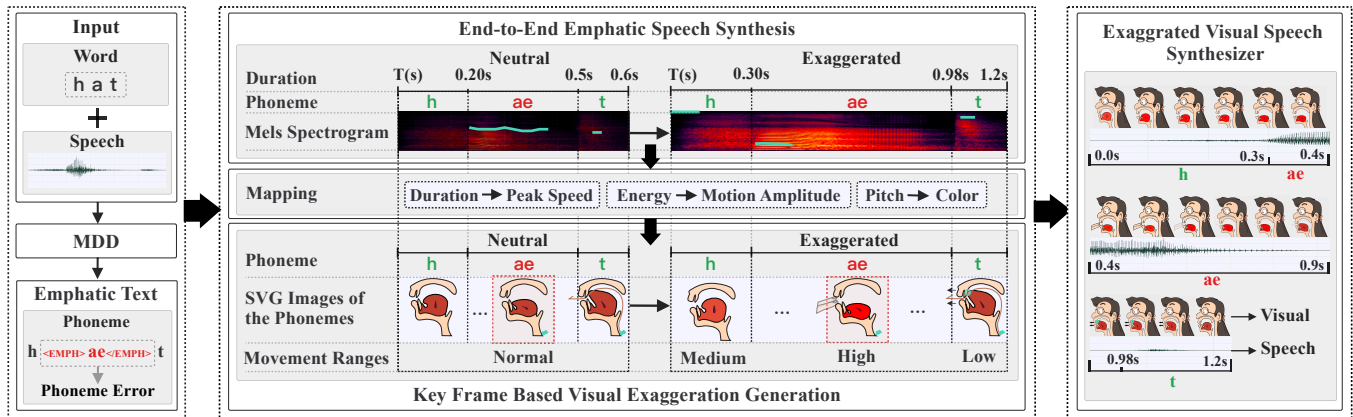 Input
Word
h a t
+
Speech
MDD
Emphatic Text
Phoneme
h <EMPH> ae </EMPH> t
Phoneme Error
End-to-End Emphatic Speech Synthesis
Neutral Exaggerated
Duration T(s) 0.20s 0.5s 0.6s T(s) 0.30s 0.98s 1.2s
Phoneme h ae t h ae t
Mels Spectrogram
Mapping Duration → Peak Speed Energy → Motion Amplitude Pitch → Color
Neutral Exaggerated
Phoneme h ae t h ae t
SVG Images of
the Phonemes
... ... ...
Movement Ranges Normal Medium High Low
Key Frame Based Visual Exaggeration Generation
Exaggrated Visual Speech
Synthesizer
0.0s 0.3s 0.4s
h ae
0.4s 0.9s
ae
Visual
Speech
0.98s 1.2s
t